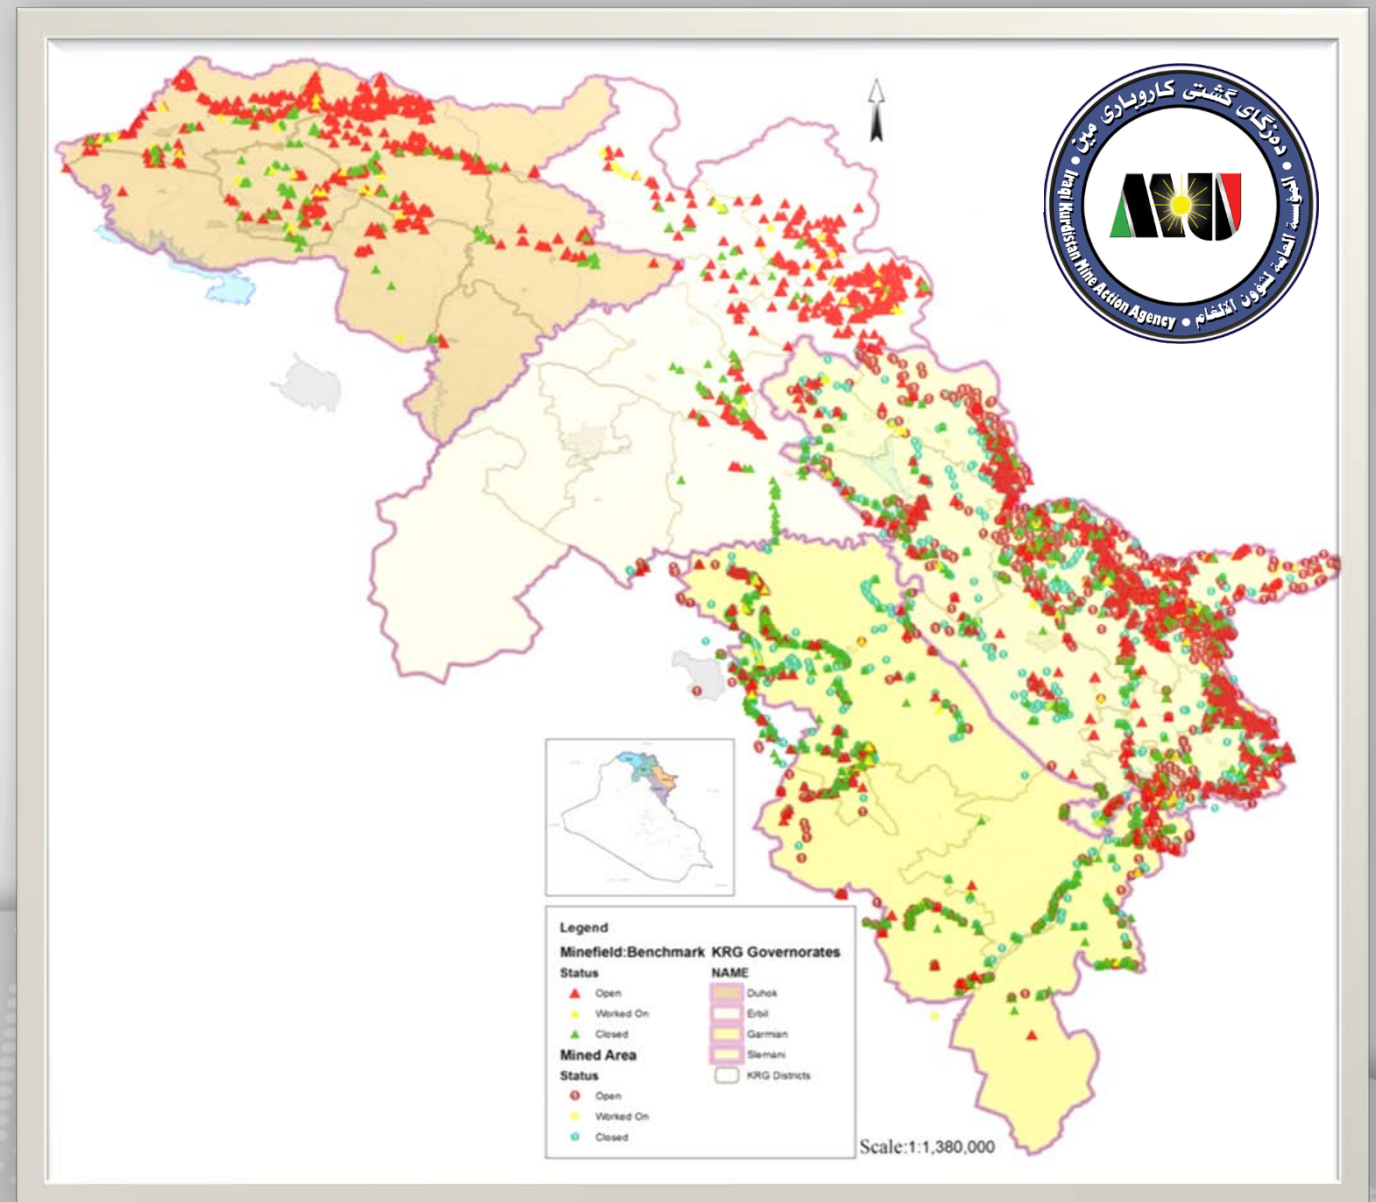 دەزگای گشتی کاروباری مین
المؤسسة العامة لشؤون الألغام
Iraqi Kurdistan Mine Action Agency
Legend
Minefield:Benchmark
Status
Open
Worked On
Closed
Mined Area
Status
Open
Worked On
Closed
KRG Governorates
NAME
Duhok
Erbil
Garmian
Slemani
KRG Districts
Scale:1:1,380,000